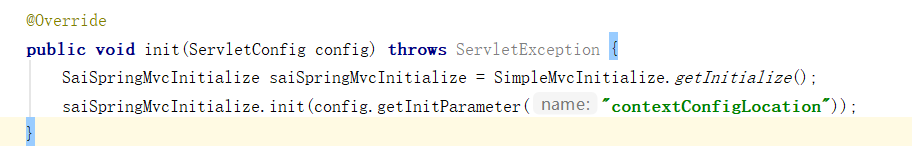 @Override
public void init(ServletConfig config) throws ServletException {
SaiSpringMvcInitialize saiSpringMvcInitialize = SimpleMvcInitialize.getInitialize();
saiSpringMvcInitialize.init(config.getInitParameter( name: "contextConfigLocation"));
}